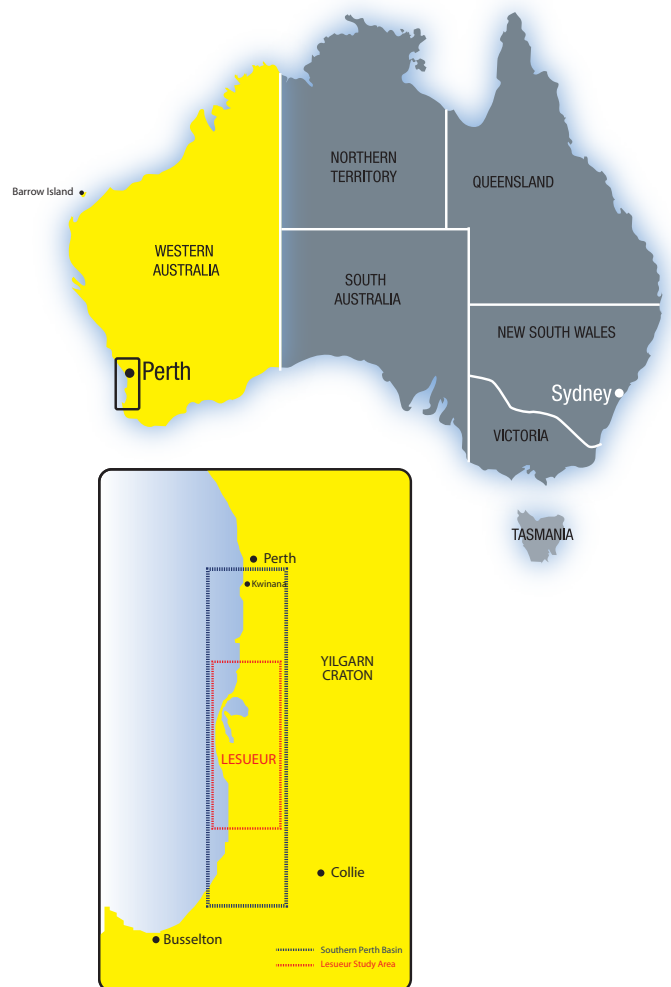 NORTHERN
TERRITORY
QUEENSLAND
Barrow Island
WESTERN
AUSTRALIA
SOUTH
AUSTRALIA
NEW SOUTH WALES
Perth
Sydney
VICTORIA
TASMANIA
Perth
Kwinana
YILGARN
CRATON
LESUEUR
Collie
Busselton
Southern Perth Basin
Lesueur Study Area